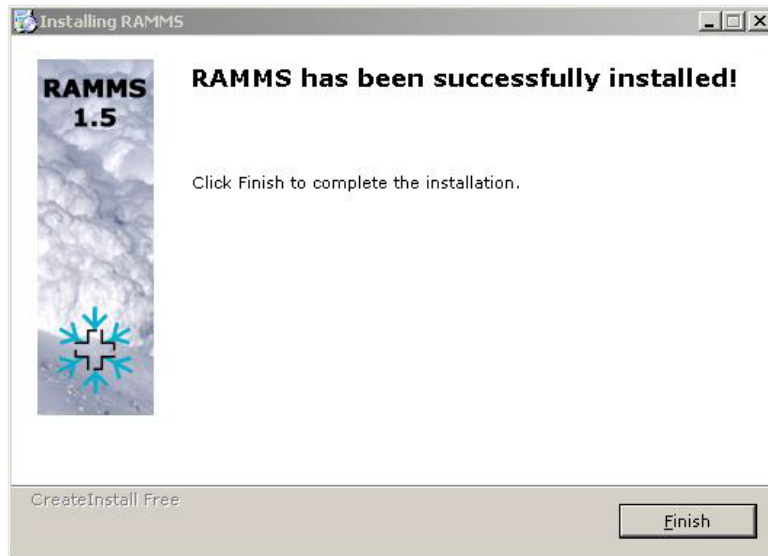 Installing RAMMS
RAMMS
1.5
RAMMS has been successfully installed!
Click Finish to complete the installation.
CreateInstall Free
Finish